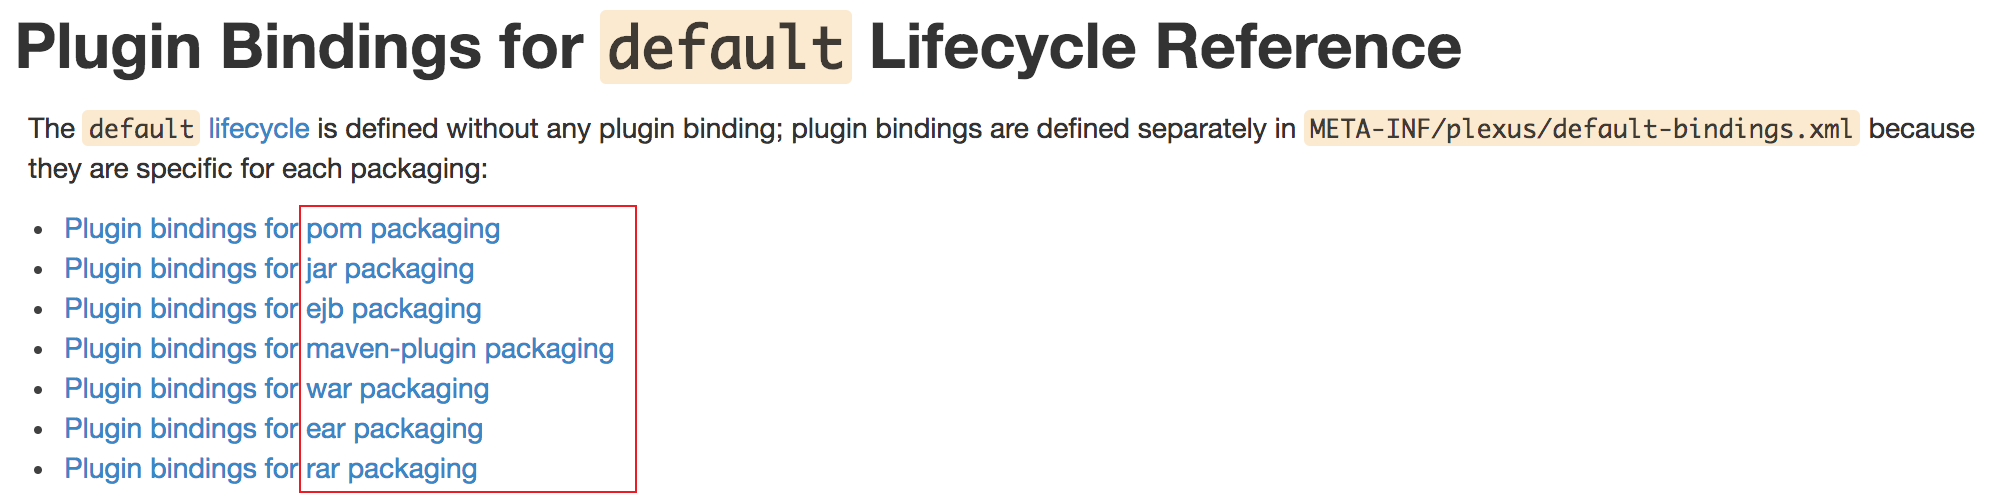 Plugin Bindings for default Lifecycle Reference
The default lifecycle is defined without any plugin binding; plugin bindings are defined separately in META-INF/plexus/default-bindings.xml because
they are specific for each packaging:
• Plugin bindings for pom packaging
• Plugin bindings for jar packaging
• Plugin bindings for ejb packaging
• Plugin bindings for maven-plugin packaging
• Plugin bindings for war packaging
• Plugin bindings for ear packaging
• Plugin bindings for rar packaging